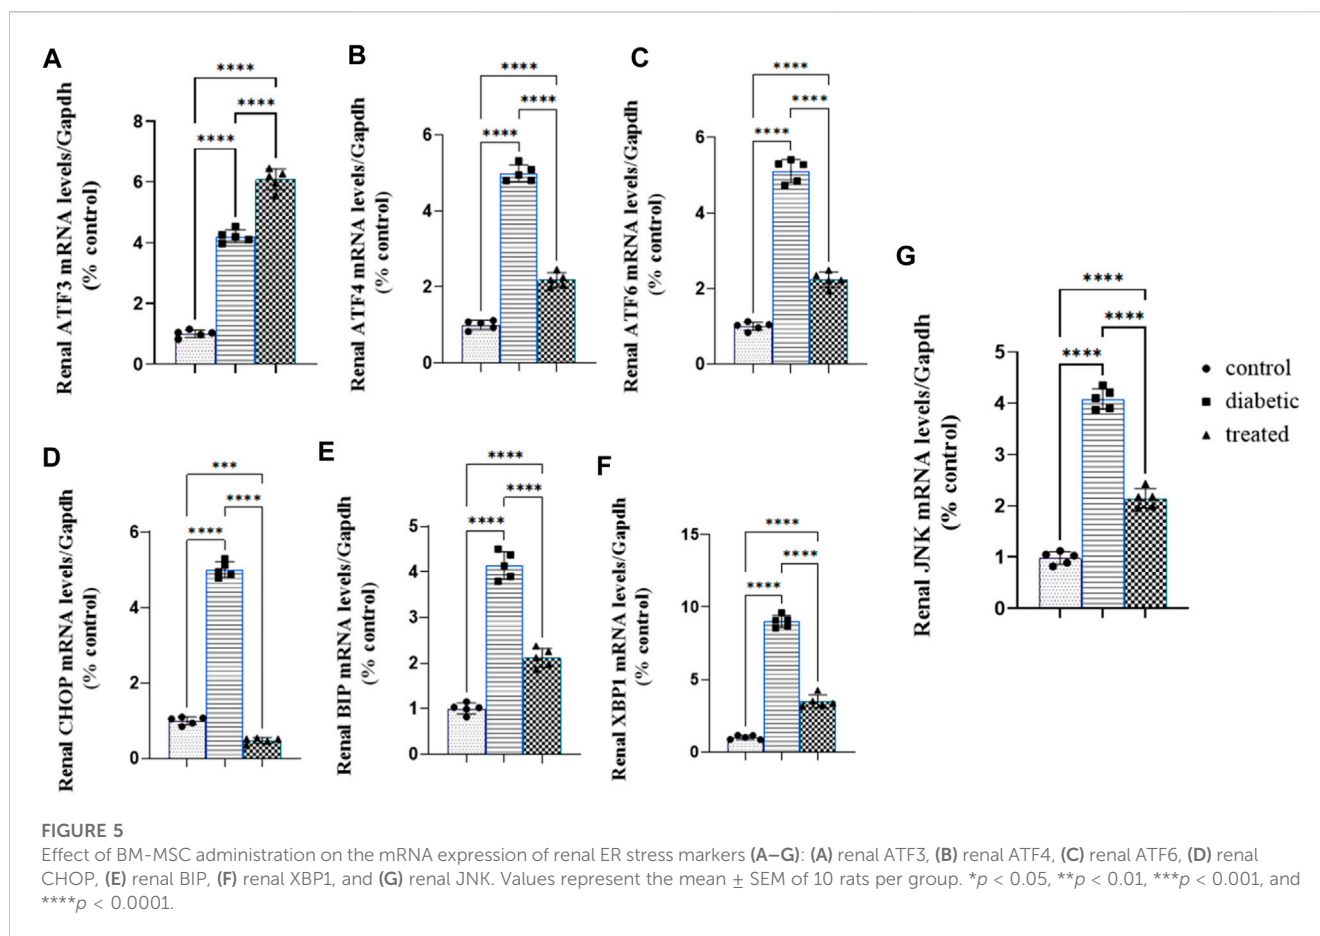 A
Renal ATF3 mRNA levels/Gapdh
(% control)
8
6
4
2
0
****
****
****
B
Renal ATF4 mRNA levels/Gapdh
(% control)
6
4
2
0
****
****
****
C
Renal ATF6 mRNA levels/Gapdh
(% control)
6
4
2
0
****
****
****
D
Renal CHOP mRNA levels/Gapdh
(% control)
6
4
2
0
***
****
****
E
Renal BIP mRNA levels/Gapdh
(% control)
5
4
3
2
1
0
****
****
****
F
Renal XBP1 mRNA levels/Gapdh
(% control)
15
10
5
0
****
****
****
G
Renal JNK mRNA levels/Gapdh
(% control)
5
4
3
2
1
0
****
****
****
control
diabetic
treated
FIGURE 5
Effect of BM-MSC administration on the mRNA expression of renal ER stress markers (A–G): (A) renal ATF3, (B) renal ATF4, (C) renal ATF6, (D) renal
CHOP, (E) renal BIP, (F) renal XBP1, and (G) renal JNK. Values represent the mean ± SEM of 10 rats per group. *p < 0.05, **p < 0.01, ***p < 0.001, and
****p < 0.0001.